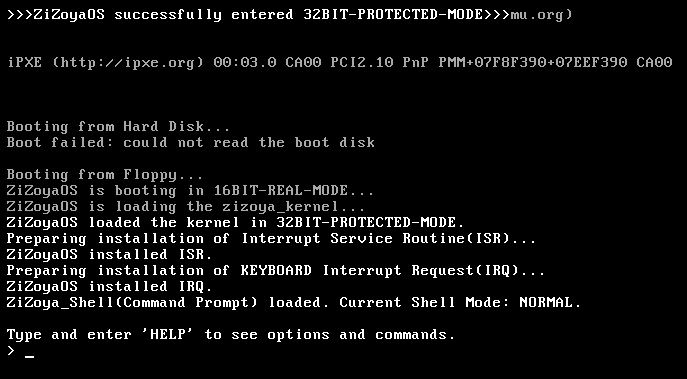 >>>ZiZoyaOS successfully entered 32BIT-PROTECTED-MODE>>>mu.org)
iPXE (http://ipxe.org) 00:03.0 CA00 PCI2.10 PnP PMM+07F8F390+07EEF390 CA00
Booting from Hard Disk...
Boot failed: could not read the boot disk
Booting from Floppy...
ZiZoyaOS is booting in 16BIT-REAL-MODE...
ZiZoyaOS is loading the zizoya_kernel...
ZiZoyaOS loaded the kernel in 32BIT-PROTECTED-MODE.
Preparing installation of Interrupt Service Routine(ISR)...
ZiZoyaOS installed ISR.
Preparing installation of KEYBOARD Interrupt Request(IRQ)...
ZiZoyaOS installed IRQ.
ZiZoya_Shell(Command Prompt) loaded. Current Shell Mode: NORMAL.
Type and enter 'HELP' to see options and commands.
> _